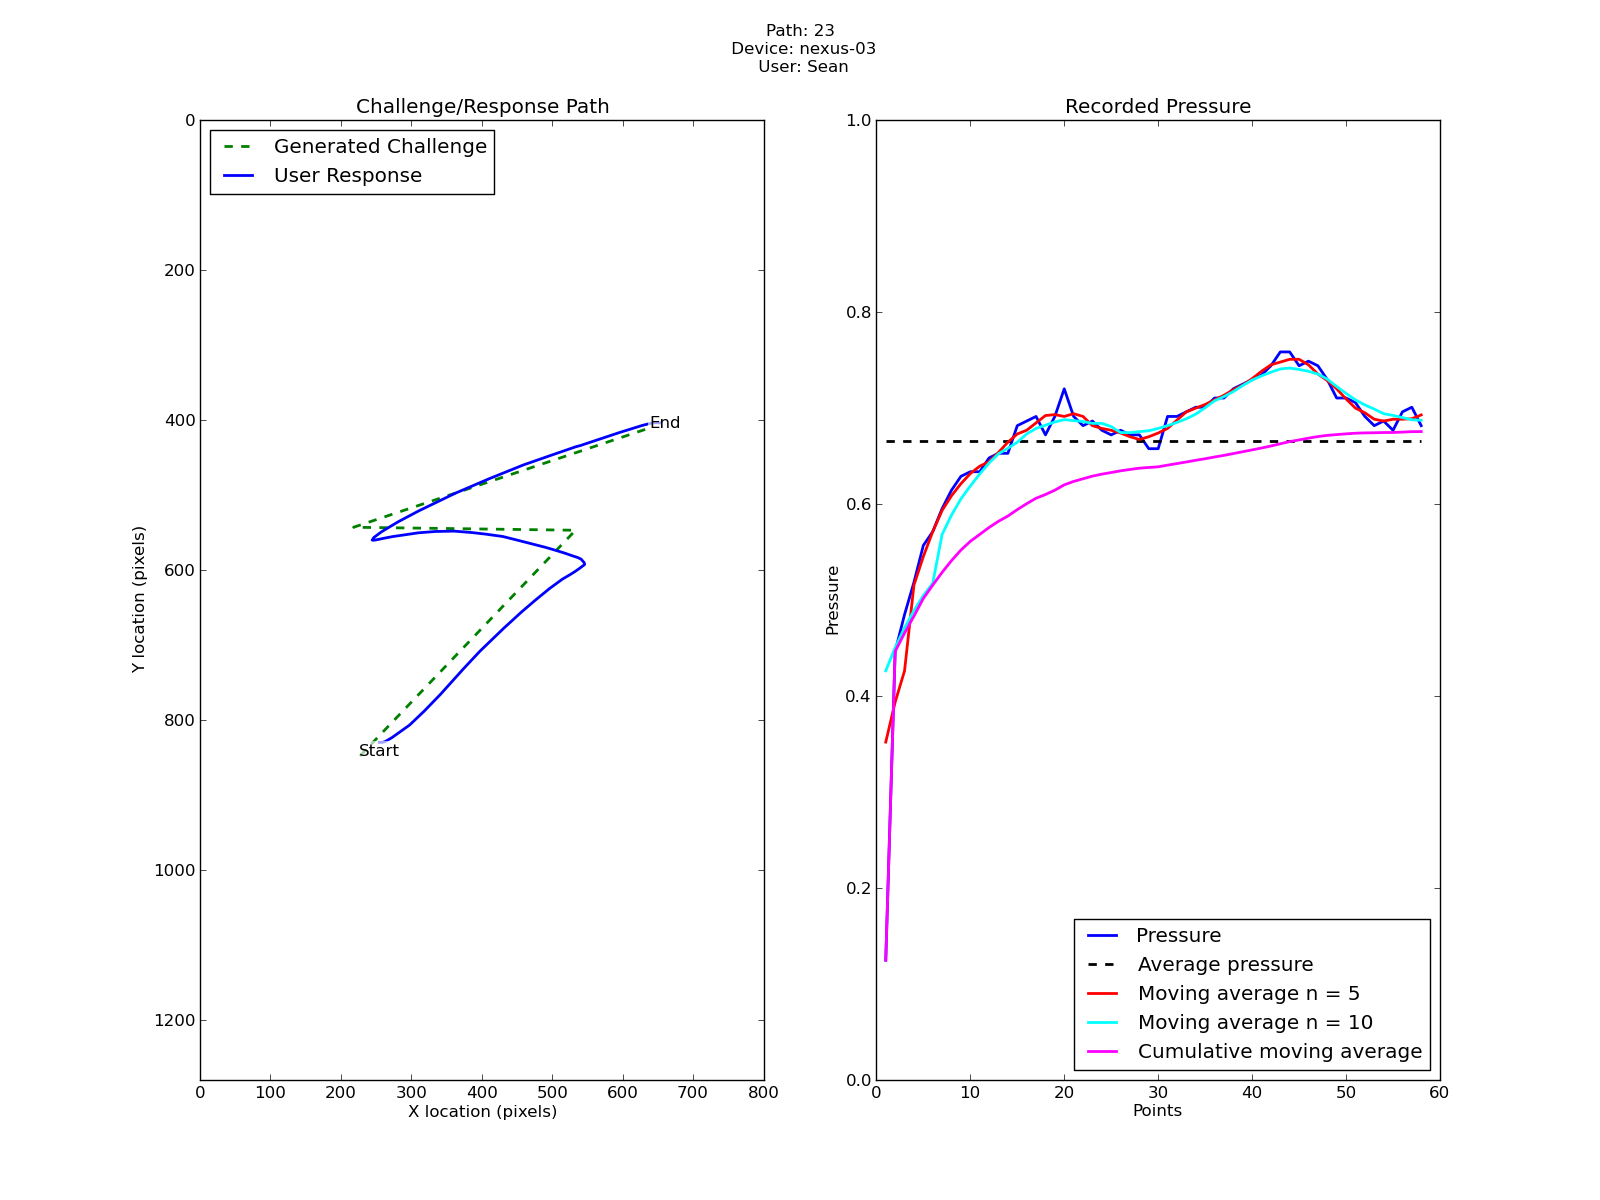 Path: 23
Device: nexus-03
User: Sean
Challenge/Response Path
Generated Challenge
User Response
0
200
400
600
800
1000
1200
Y location (pixels)
End
Start
0 100 200 300 400 500 600 700 800
X location (pixels)
Recorded Pressure
1.0
0.8
0.6
0.4
0.2
0.0
Pressure
Pressure
Average pressure
Moving average n = 5
Moving average n = 10
Cumulative moving average
0 10 20 30 40 50 60
Points